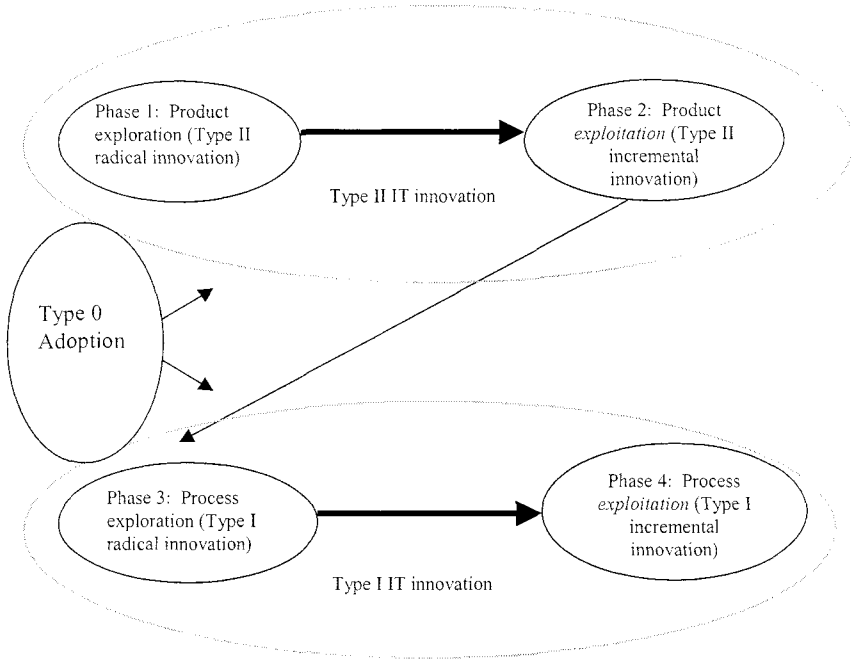 Phase 1: Product
exploration (Type II
radical innovation)
Phase 2: Product
exploitation (Type II
incremental
innovation)
Type II IT innovation
Type 0
Adoption
Phase 3: Process
exploration (Type I
radical innovation)
Phase 4: Process
exploitation (Type I
incremental
innovation)
Type I IT innovation